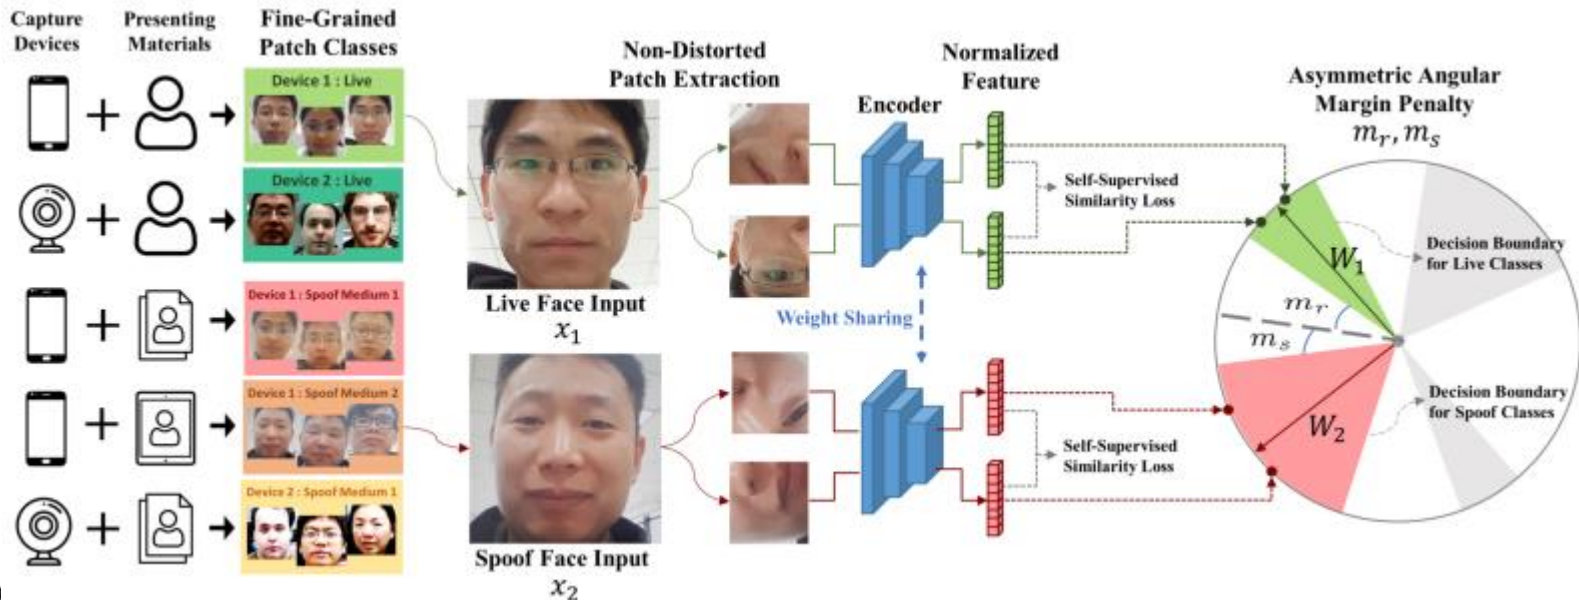 Capture
Devices
Presenting
Materials
Fine-Grained
Patch Classes
Device 1 : Live
Device 2 : Live
Device 1 : Spoof Medium 1
Device 1 : Spoof Medium 2
Device 2 : Spoof Medium 1
Non-Distorted
Patch Extraction
Live Face Input
x₁
Spoof Face Input
x₂
Encoder
Weight Sharing
Normalized
Feature
Self-Supervised
Similarity Loss
Self-Supervised
Similarity Loss
Asymmetric Angular
Margin Penalty
mᵣ, mₛ
W₁
Decision Boundary
for Live Classes
mᵣ
mₛ
W₂
Decision Boundary
for Spoof Classes